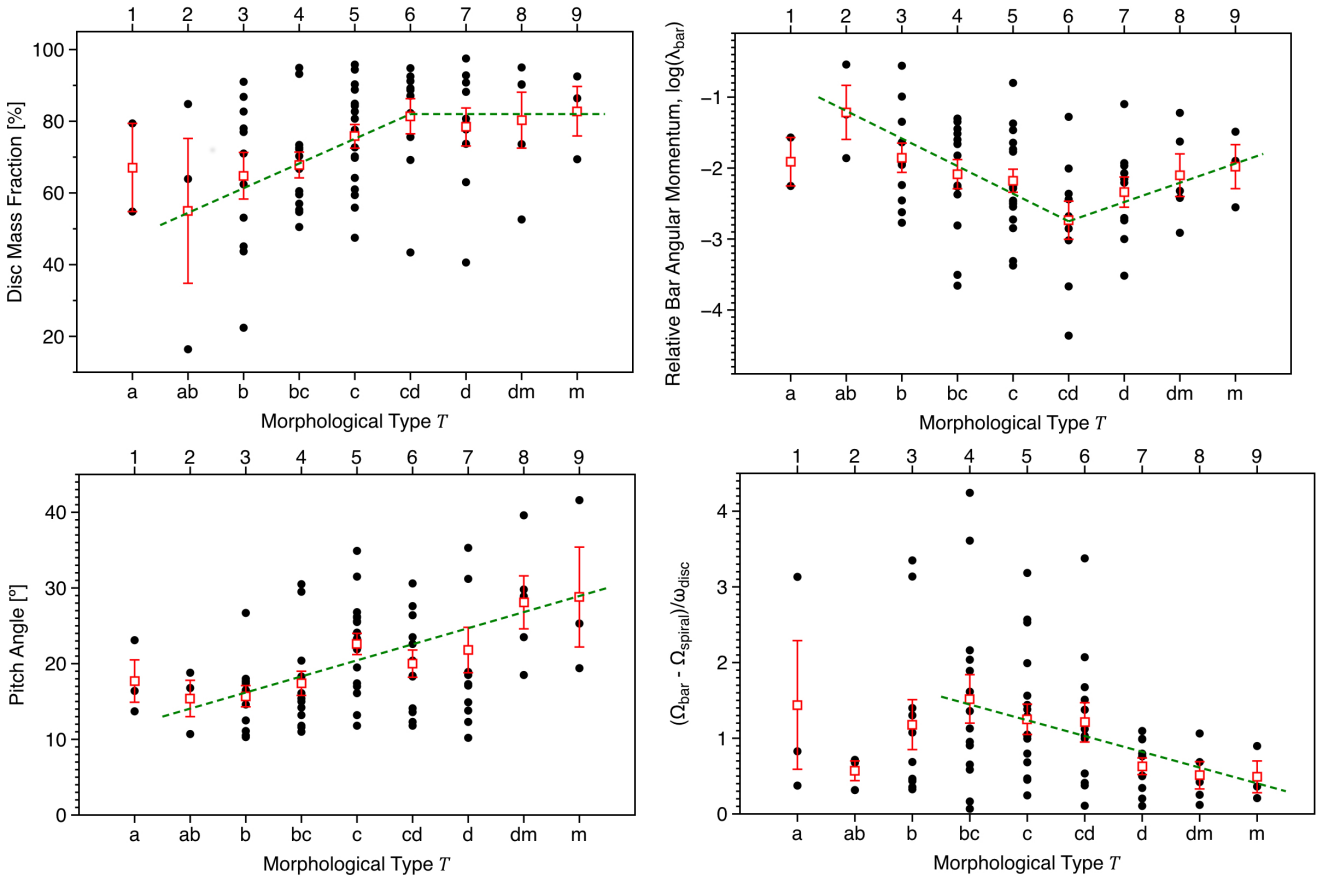 1 2 3 4 5 6 7 8 9
100
80
60
40
20
Disc Mass Fraction [%]
a ab b bc c cd d dm m
Morphological Type T
1 2 3 4 5 6 7 8 9
−1
−2
−3
−4
Relative Bar Angular Momentum, log(λbar)
a ab b bc c cd d dm m
Morphological Type T
1 2 3 4 5 6 7 8 9
40
30
20
10
0
Pitch Angle [°]
a ab b bc c cd d dm m
Morphological Type T
1 2 3 4 5 6 7 8 9
4
3
2
1
0
(Ωbar - Ωspiral)/ωdisc
a ab b bc c cd d dm m
Morphological Type T